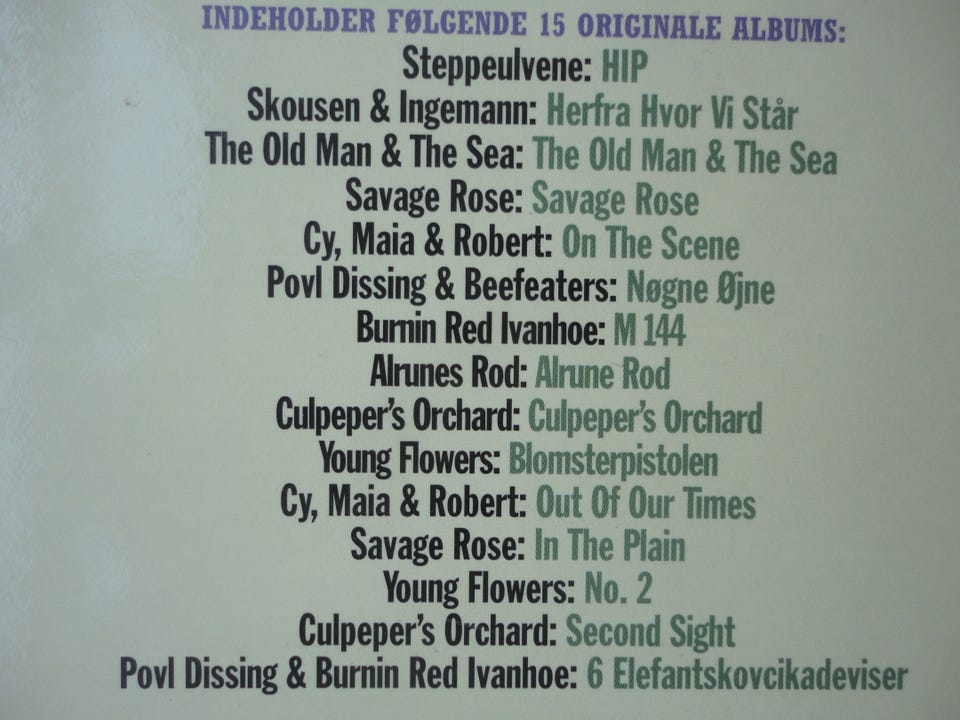 INDEHOLDER FØLGENDE 15 ORIGINALE ALBUMS:
Steppeulvene: HIP
Skousen & Ingemann: Herfra Hvor Vi Står
The Old Man & The Sea: The Old Man & The Sea
Savage Rose: Savage Rose
Cy, Maia & Robert: On The Scene
Povl Dissing & Beefeaters: Nøgne Øjne
Burnin Red Ivanhoe: M 144
Alrunes Rod: Alrune Rod
Culpeper's Orchard: Culpeper's Orchard
Young Flowers: Blomsterpistolen
Cy, Maia & Robert: Out Of Our Times
Savage Rose: In The Plain
Young Flowers: No. 2
Culpeper's Orchard: Second Sight
Povl Dissing & Burnin Red Ivanhoe: 6 Elefantskovcikadeviser